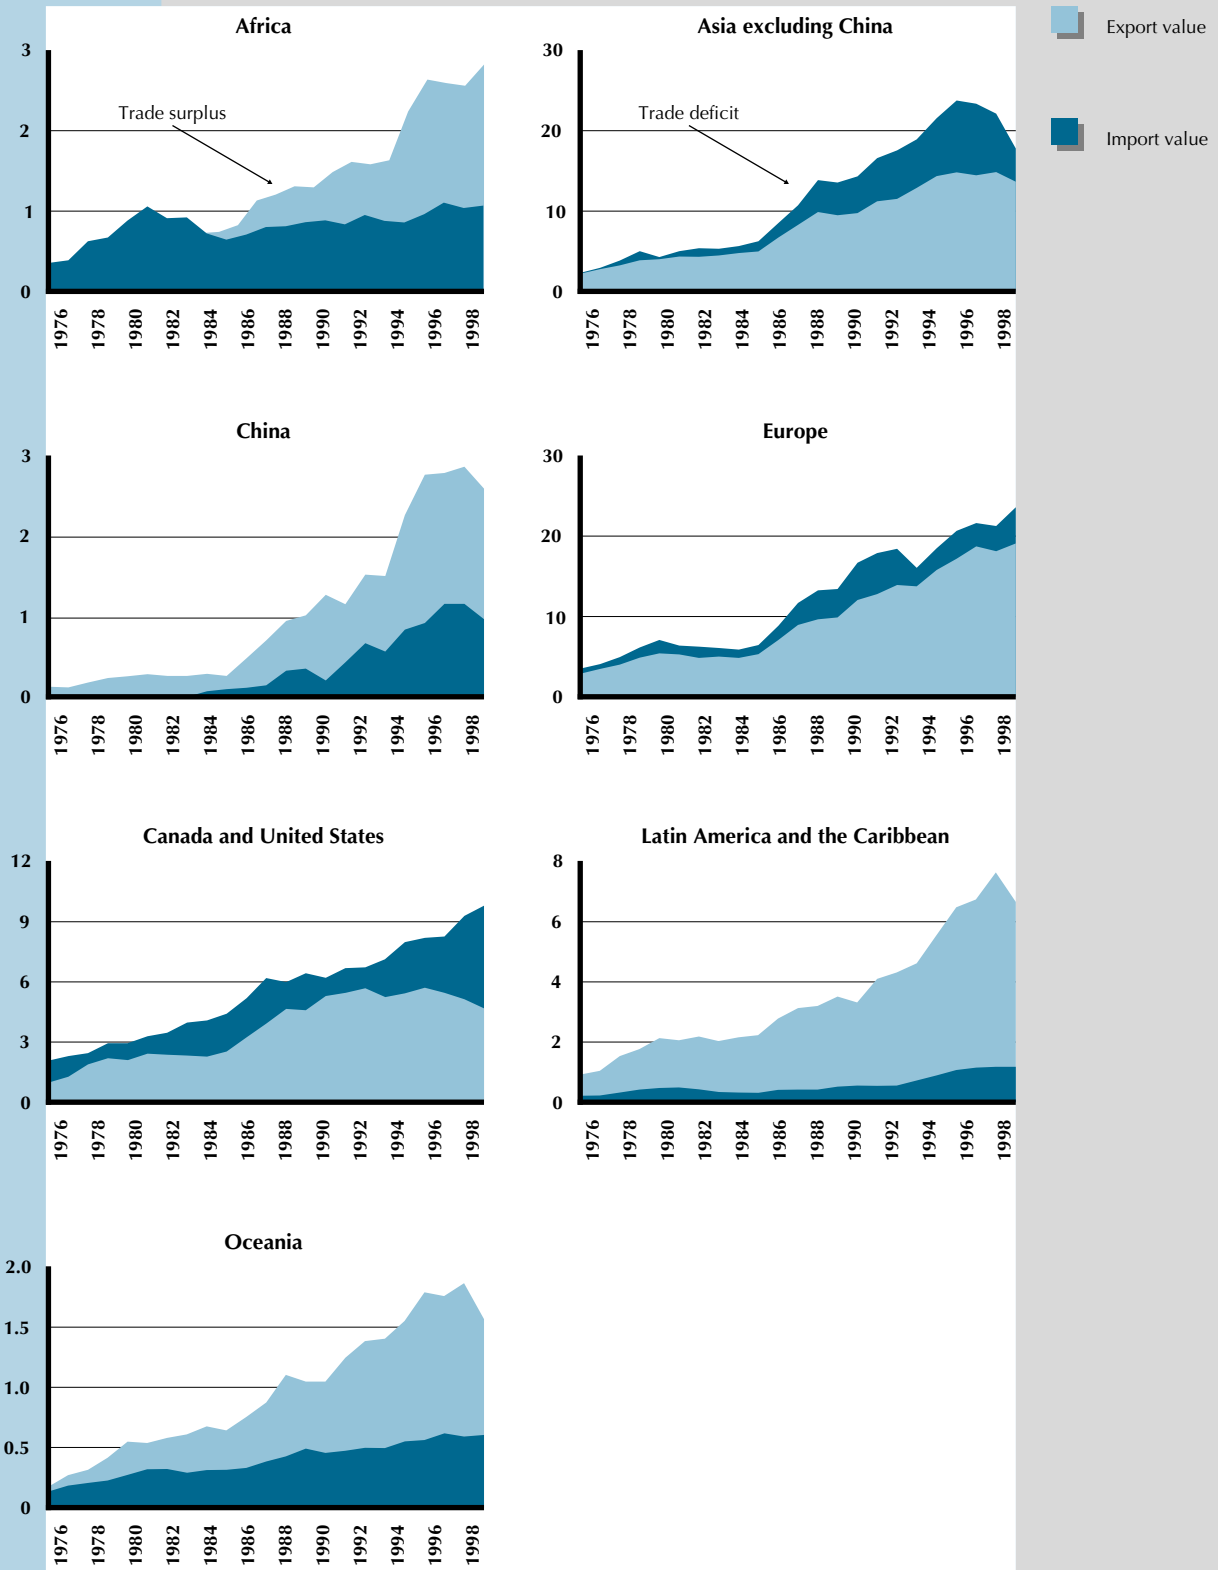 Africa
3
2
1
0
Trade surplus
1976 1978 1980 1982 1984 1986 1988 1990 1992 1994 1996 1998
Asia excluding China
30
20
10
0
Trade deficit
1976 1978 1980 1982 1984 1986 1988 1990 1992 1994 1996 1998
Export value
Import value
China
3
2
1
0
1976 1978 1980 1982 1984 1986 1988 1990 1992 1994 1996 1998
Europe
30
20
10
0
1976 1978 1980 1982 1984 1986 1988 1990 1992 1994 1996 1998
Canada and United States
12
9
6
3
0
1976 1978 1980 1982 1984 1986 1988 1990 1992 1994 1996 1998
Latin America and the Caribbean
8
6
4
2
0
1976 1978 1980 1982 1984 1986 1988 1990 1992 1994 1996 1998
Oceania
2.0
1.5
1.0
0.5
0
1976 1978 1980 1982 1984 1986 1988 1990 1992 1994 1996 1998